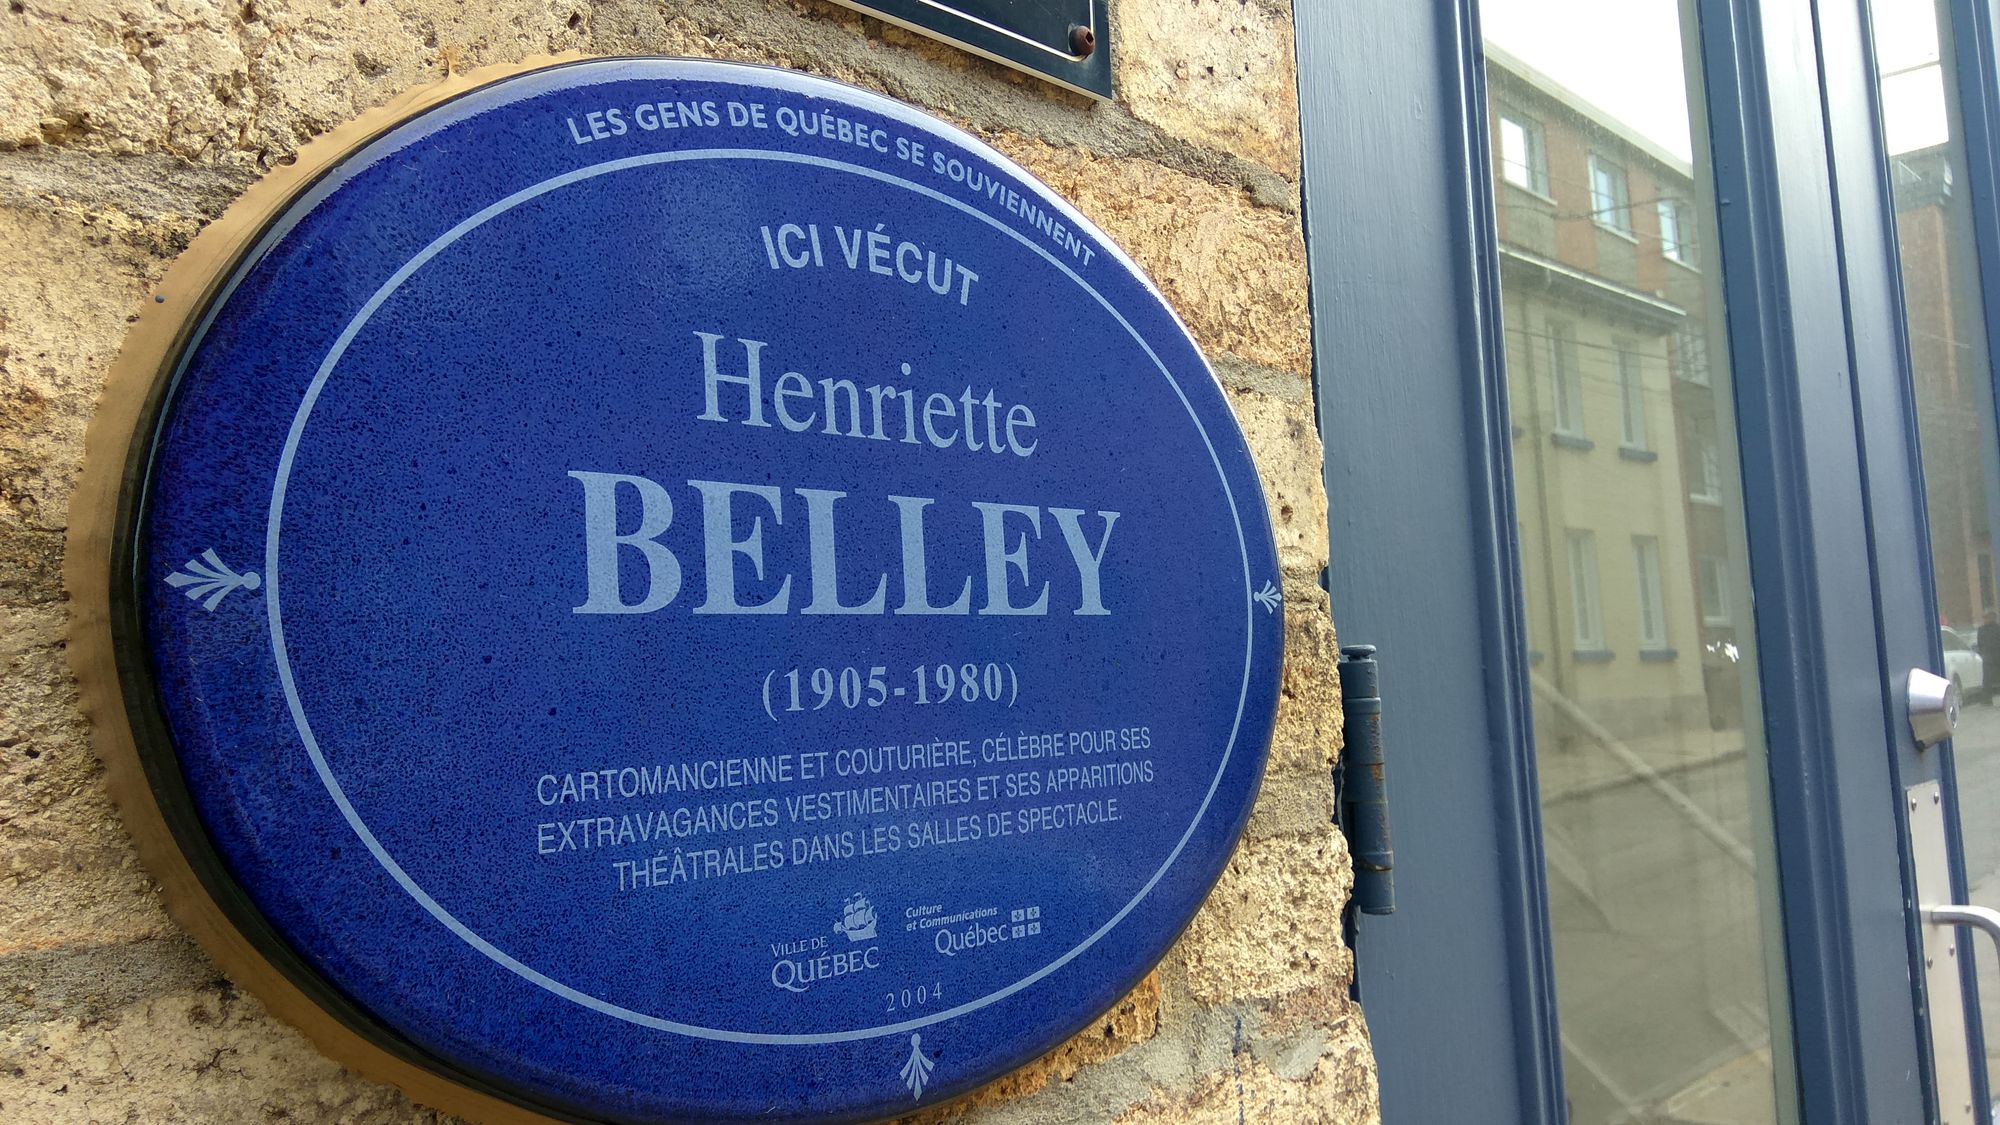 LES GENS DE QUÉBEC SE SOUVIENNENT
ICI VÉCUT
Henriette
BELLEY
(1905-1980)
CARTOMANCIENNE ET COUTURIÈRE, CÉLÈBRE POUR SES
EXTRAVAGANCES VESTIMENTAIRES ET SES APPARITIONS
THÉÂTRALES DANS LES SALLES DE SPECTACLE.
VILLE DE
QUÉBEC
Culture
et Communications
Québec
2004